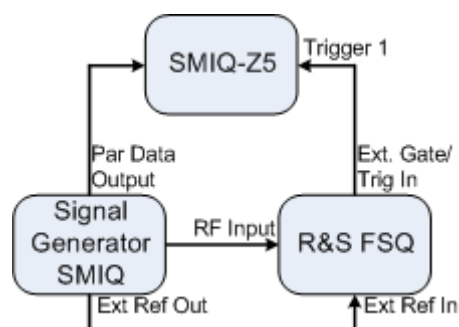 SMIQ-Z5
Trigger 1
Par Data
Output
Ext. Gate/
Trig In
Signal
Generator
SMIQ
RF Input
R&S FSQ
Ext Ref Out
Ext Ref In